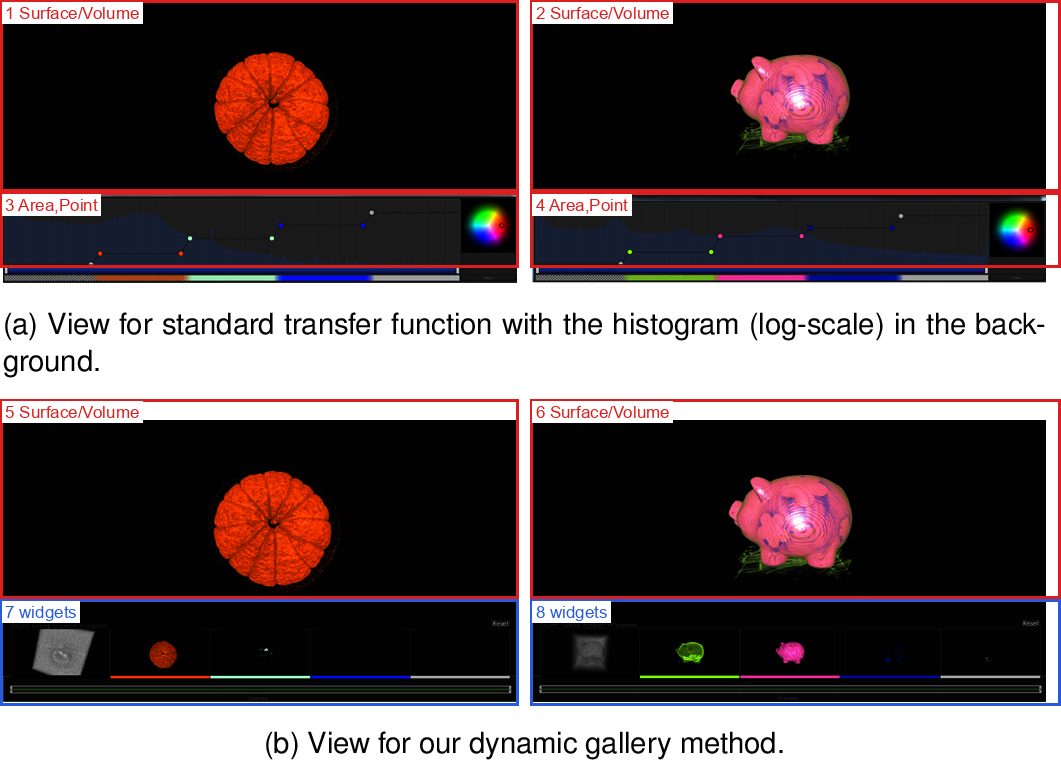 1 Surface/Volume
2 Surface/Volume
3 Area,Point
4 Area,Point
(a) View for standard transfer function with the histogram (log-scale) in the back-
ground.
5 Surface/Volume
6 Surface/Volume
7 widgets
8 widgets
Reset
Reset
(b) View for our dynamic gallery method.